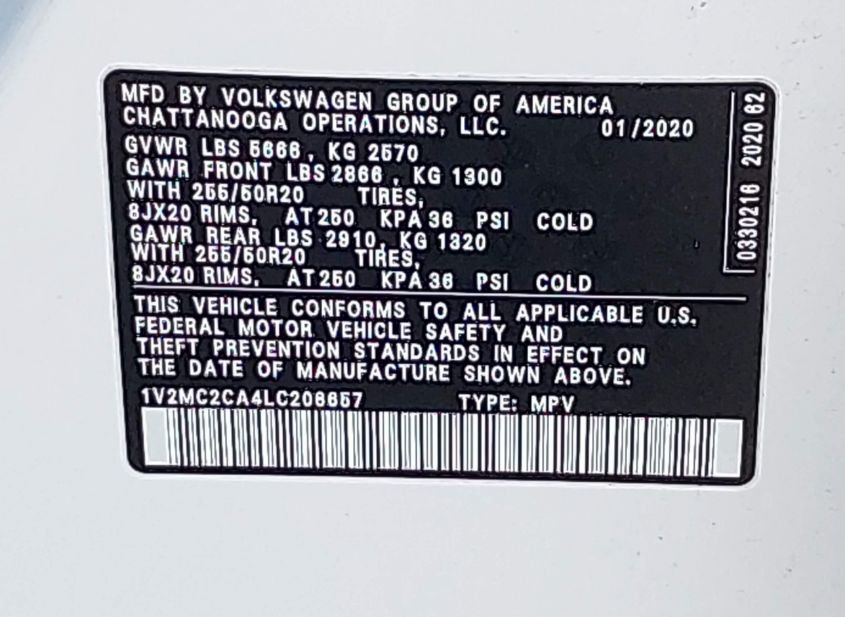 MFD BY VOLKSWAGEN GROUP OF AMERICA
CHATTANOOGA OPERATIONS, LLC. 01/2020
GVWR LBS 5666, KG 2570
GAWR FRONT LBS 2866, KG 1300
WITH 255/50R20 TIRES,
8JX20 RIMS, AT 250 KPA 36 PSI COLD
GAWR REAR LBS 2910, KG 1320
WITH 255/50R20 TIRES,
8JX20 RIMS, AT 250 KPA 36 PSI COLD
THIS VEHICLE CONFORMS TO ALL APPLICABLE U.S.
FEDERAL MOTOR VEHICLE SAFETY AND
THEFT PREVENTION STANDARDS IN EFFECT ON
THE DATE OF MANUFACTURE SHOWN ABOVE.
1V2MC2CA4LC206657 TYPE: MPV
0330216 2020 62